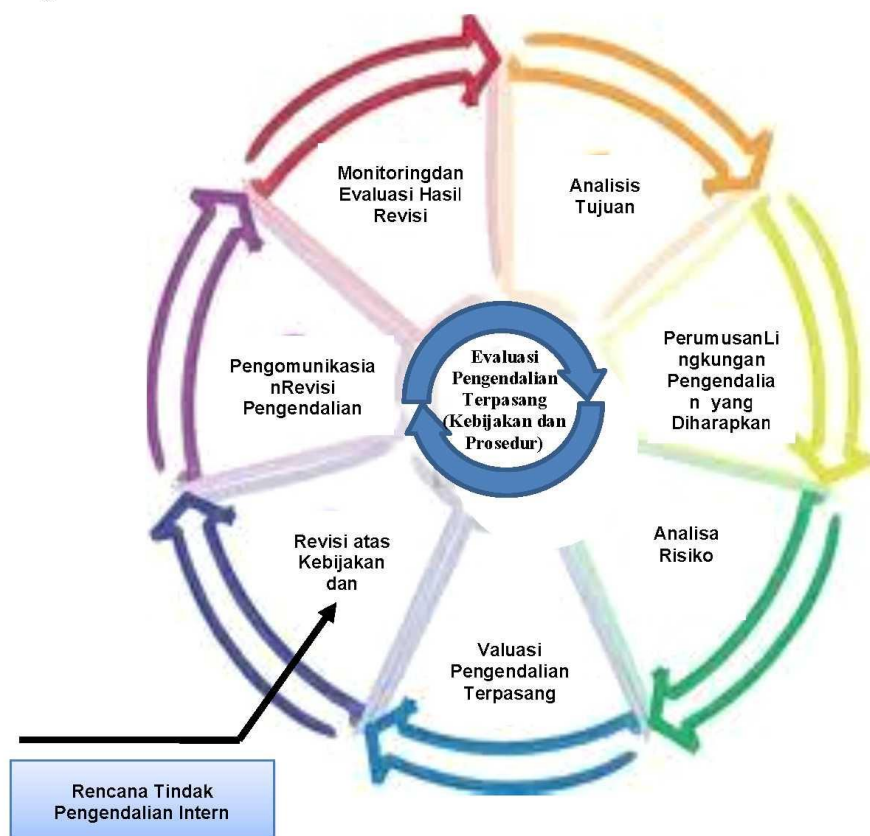 Monitoringdan
Evaluasi Hasil
Revisi
Analisis
Tujuan
PerumusanLi
ngkungan
Pengendalia
n yang
Diharapkan
Analisa
Risiko
Valuasi
Pengendalian
Terpasang
Revisi atas
Kebijakan
dan
Pengomunikasia
nRevisi
Pengendalian
Evaluasi
Pengendalian
Terpasang
(Kebijakan dan
Prosedur)
Rencana Tindak
Pengendalian Intern